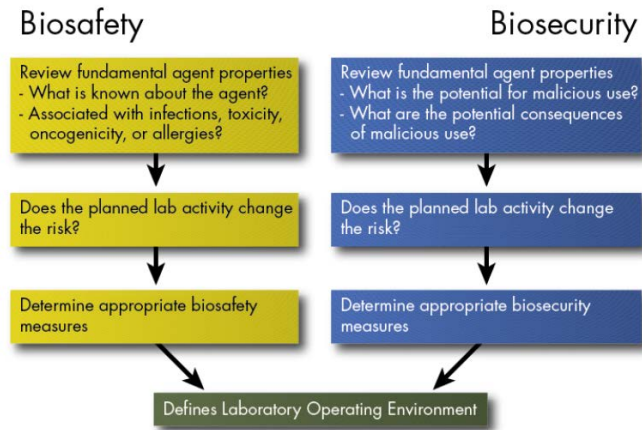 Biosafety
Review fundamental agent properties
- What is known about the agent?
- Associated with infections, toxicity,
oncogenicity, or allergies?
Does the planned lab activity change
the risk?
Determine appropriate biosafety
measures
Biosecurity
Review fundamental agent properties
- What is the potential for malicious use?
- What are the potential consequences
of malicious use?
Does the planned lab activity change
the risk?
Determine appropriate biosecurity
measures
Defines Laboratory Operating Environment